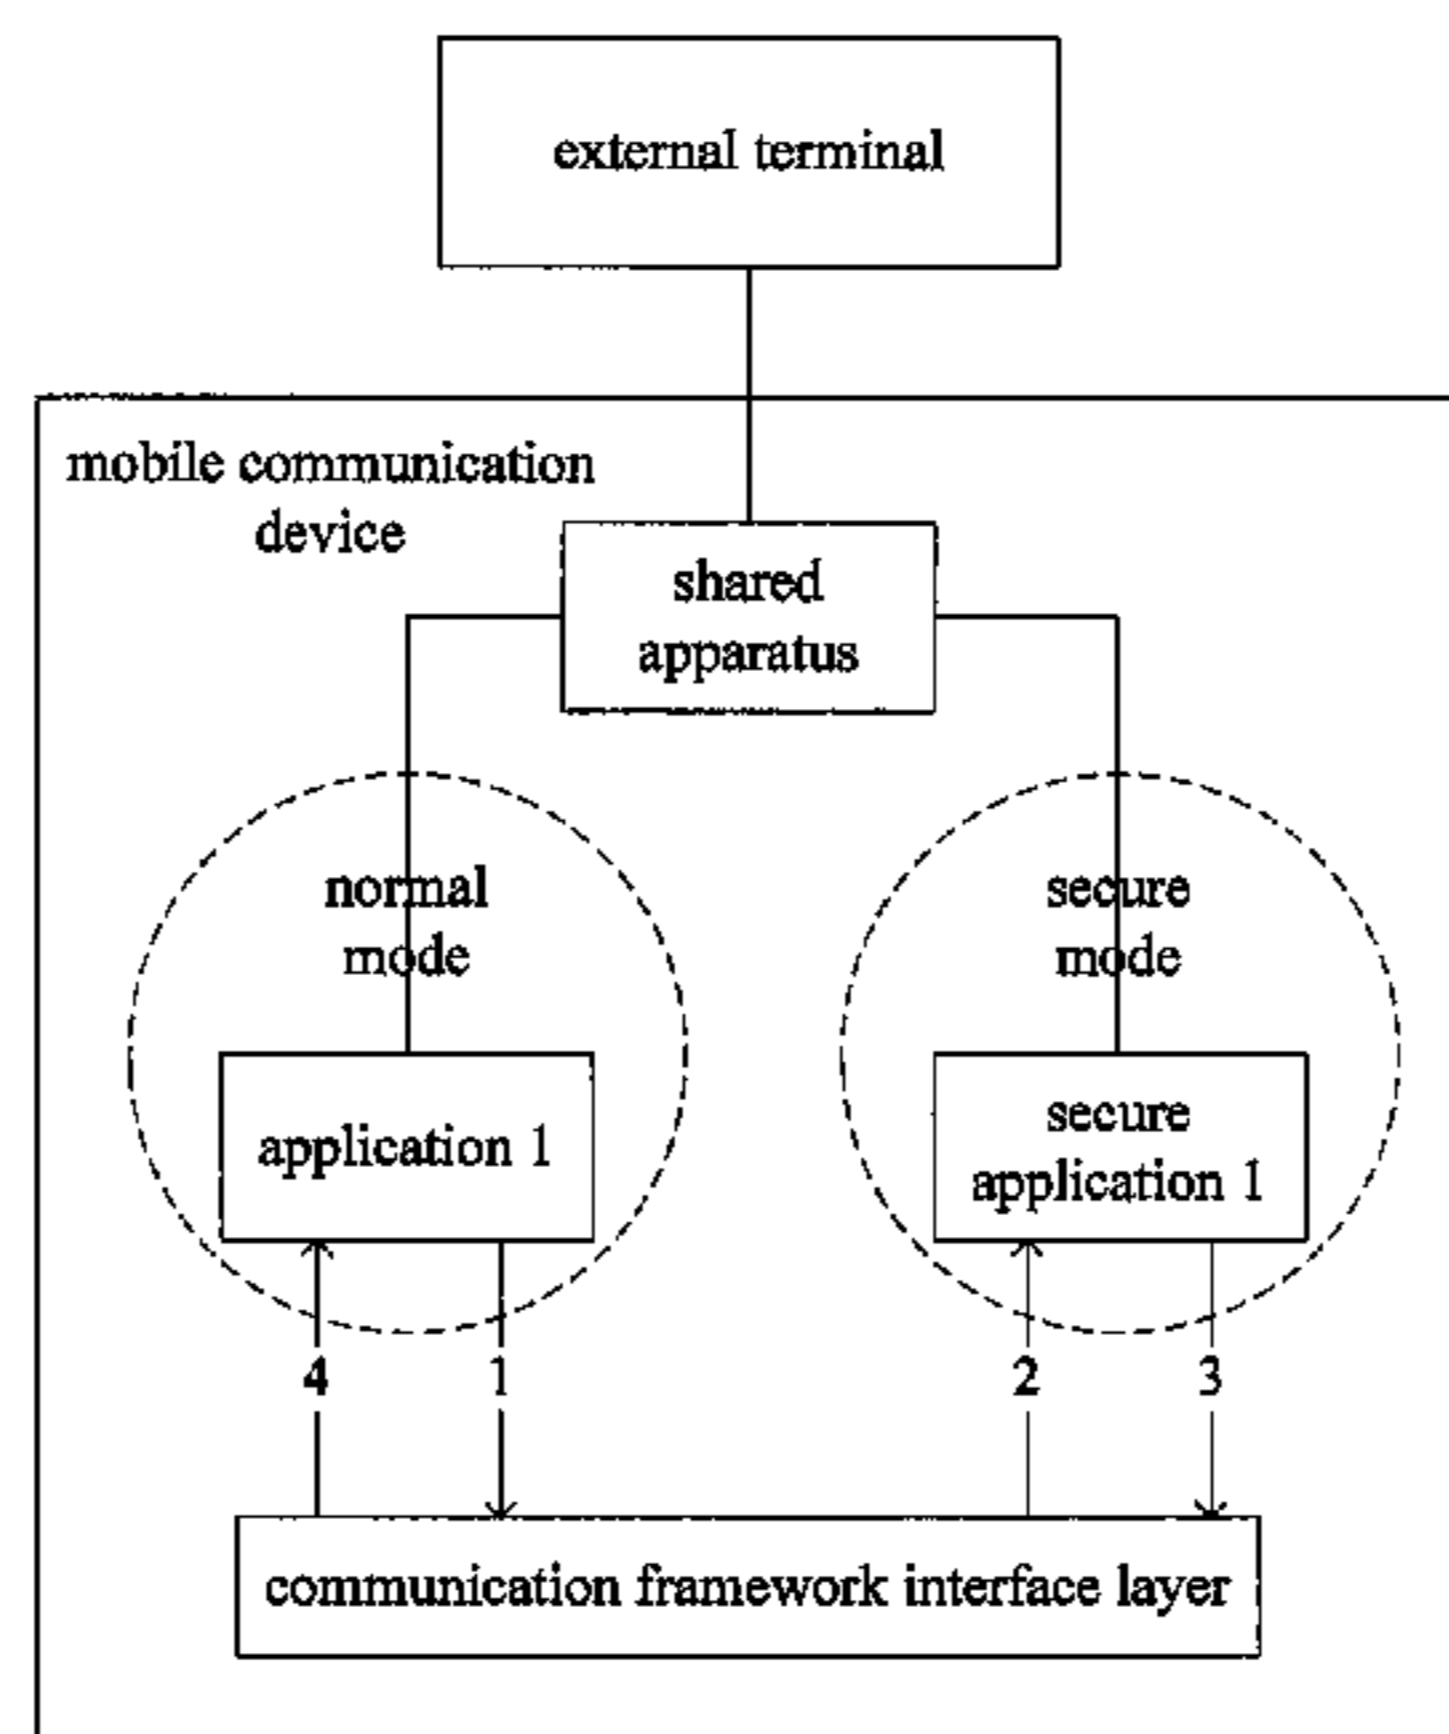 external terminal
mobile communication
device
shared
apparatus
normal
mode
secure
mode
application 1
secure
application 1
4
1
2
3
communication framework interface layer